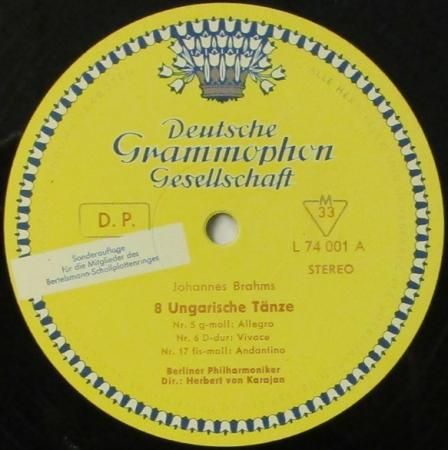 Deutsche
Grammophon
Gesellschaft
D. P.
M
33
L 74 001 A
STEREO
Sonderauflage
für die Mitglieder des
Bertelsmann-Schallplattenringes
Johannes Brahms
8 Ungarische Tänze
Nr. 5 g-moll: Allegro
Nr. 6 D-dur: Vivace
Nr. 17 fis-moll: Andantino
Berliner Philharmoniker
Dir.: Herbert von Karajan